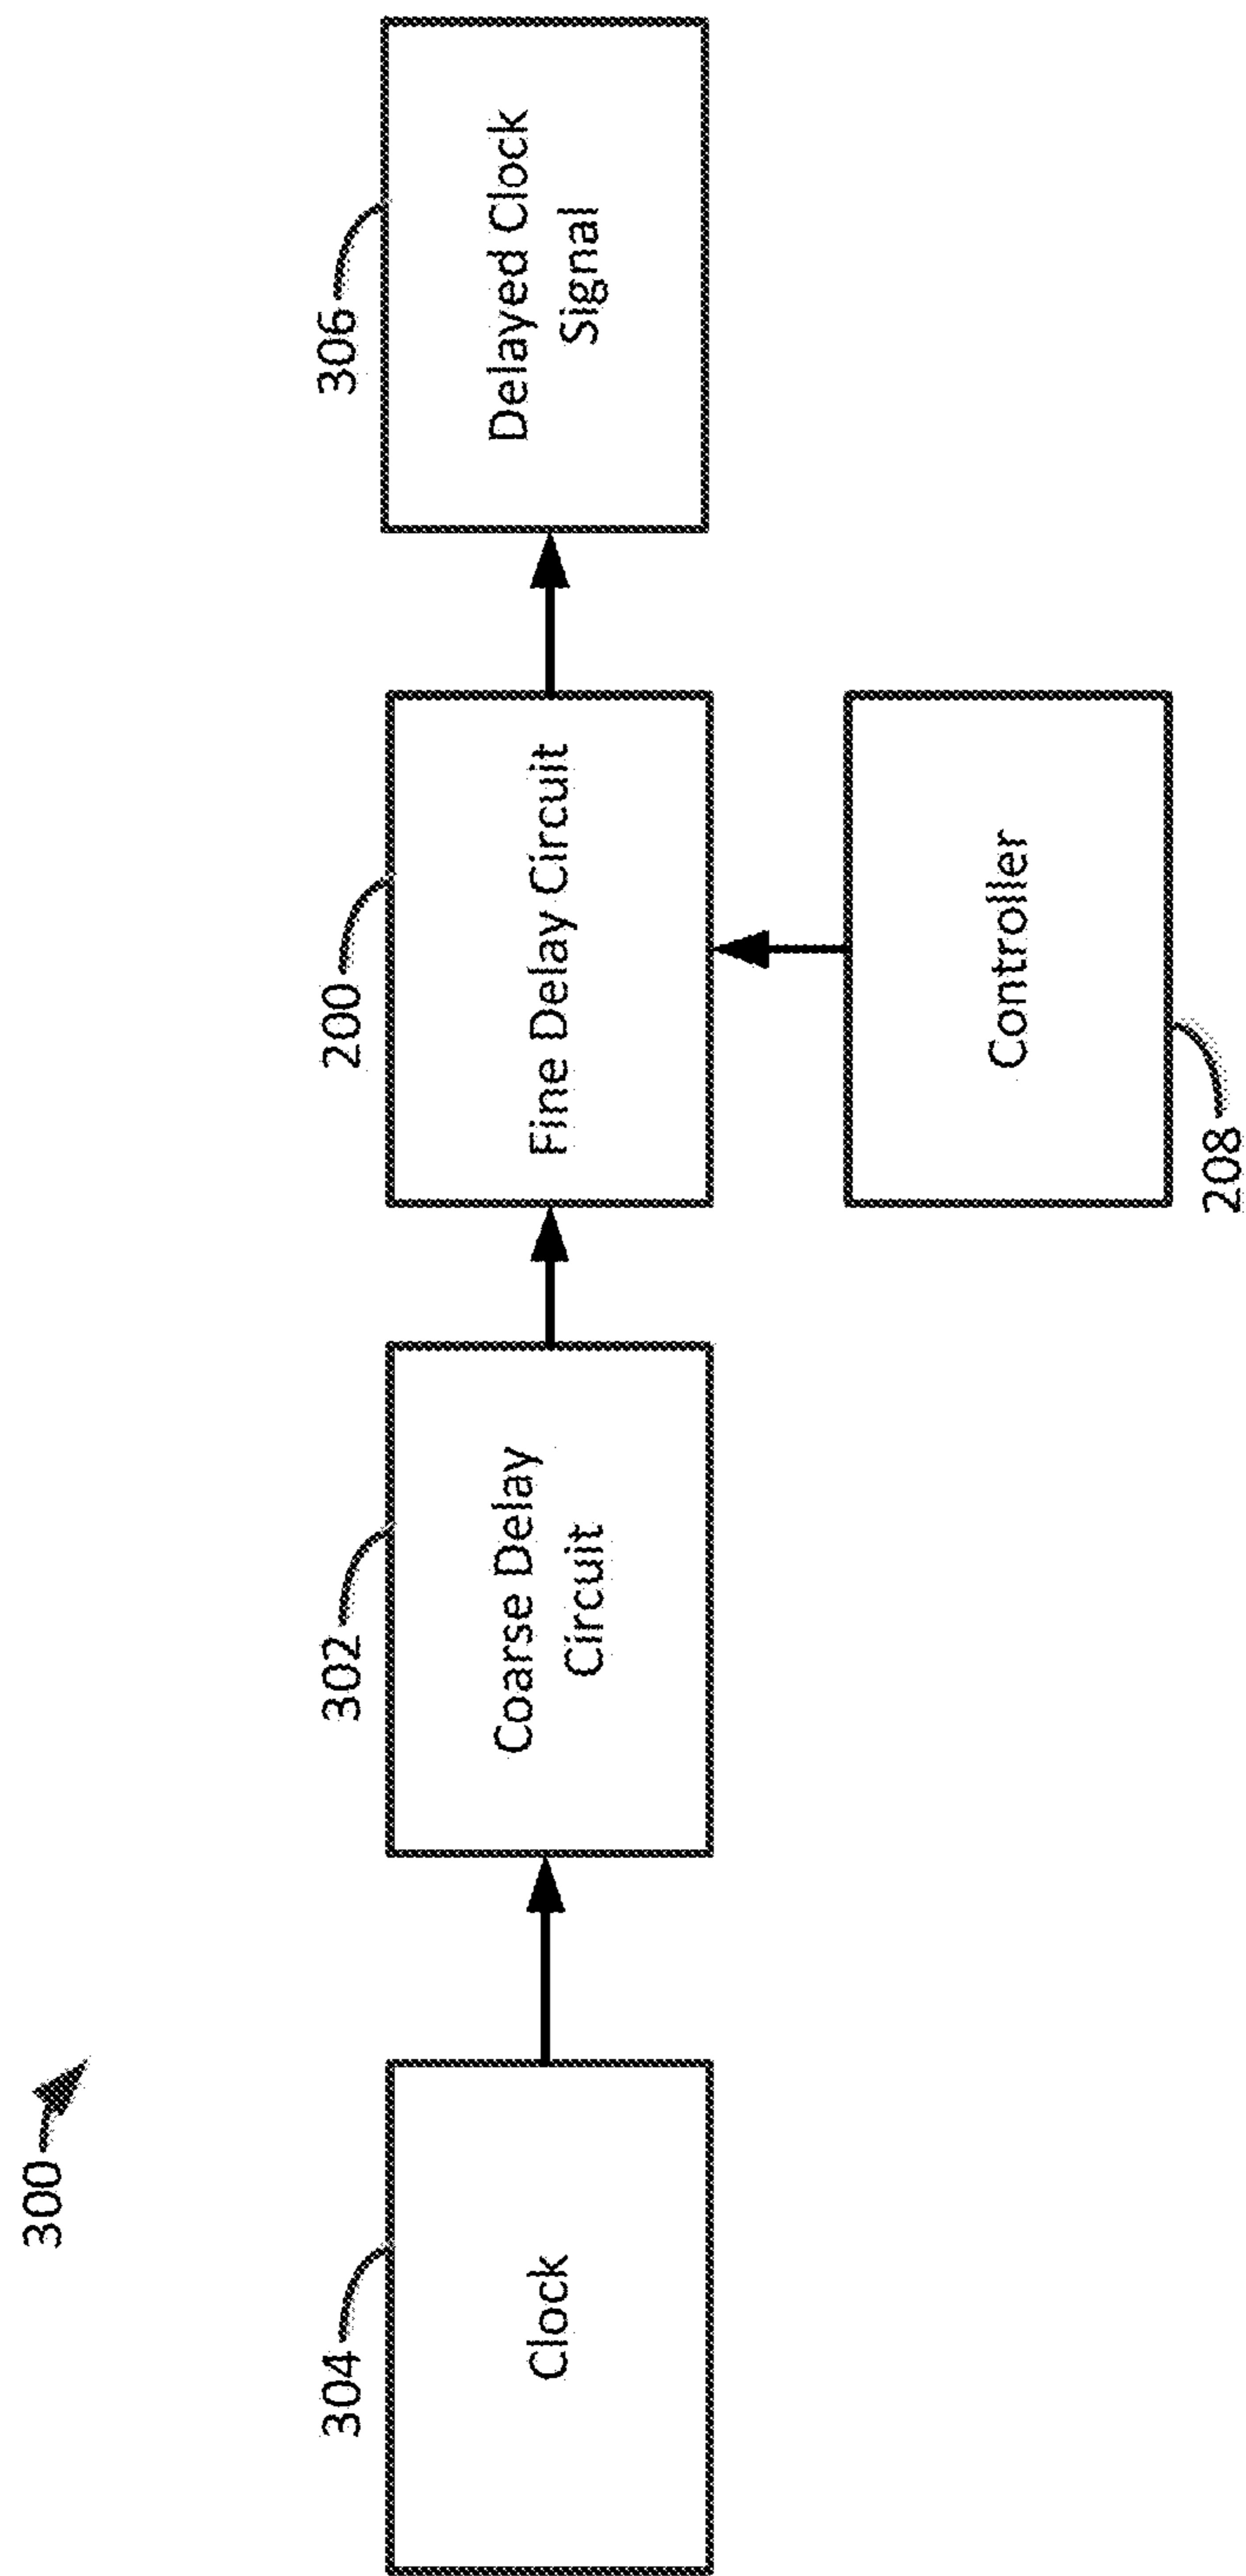 300
304
Clock
302
Coarse Delay
Circuit
200
Fine Delay Circuit
306
Delayed Clock
Signal
Controller
208